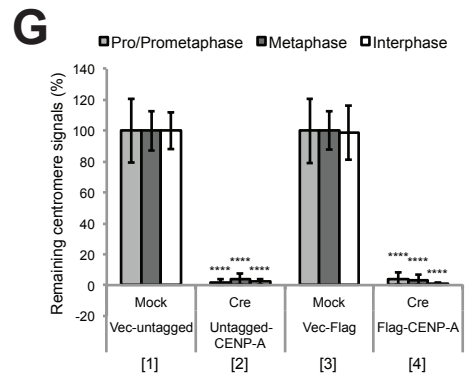 G
Pro/Prometaphase Metaphase Interphase
Remaining centromere signals (%)
140
120
100
80
60
40
20
0
-20
**** **** ****
**** **** ****
Mock Cre Mock Cre
Vec-untagged Untagged-CENP-A Vec-Flag Flag-CENP-A
[1] [2] [3] [4]